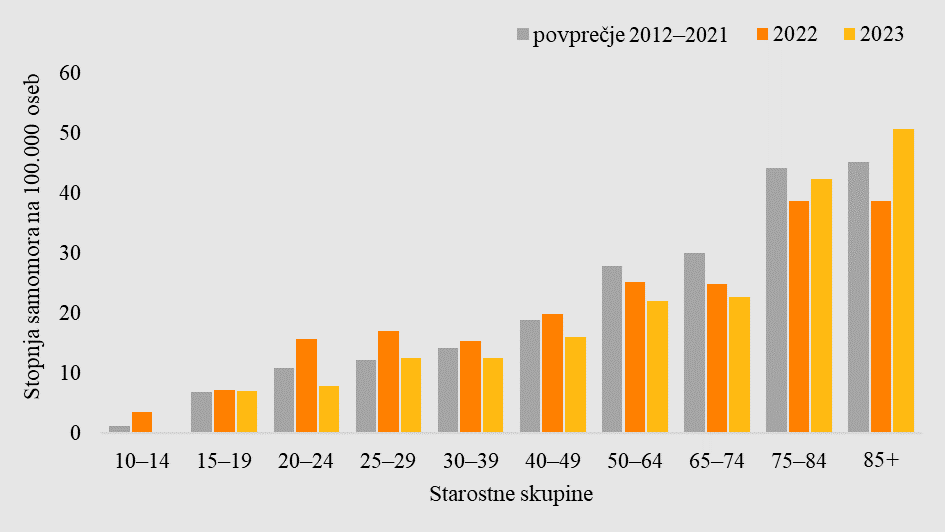 povprečje 2012–2021 2022 2023
Stopnja samomora na 100.000 oseb
60
50
40
30
20
10
0
10–14 15–19 20–24 25–29 30–39 40–49 50–64 65–74 75–84 85+
Starostne skupine